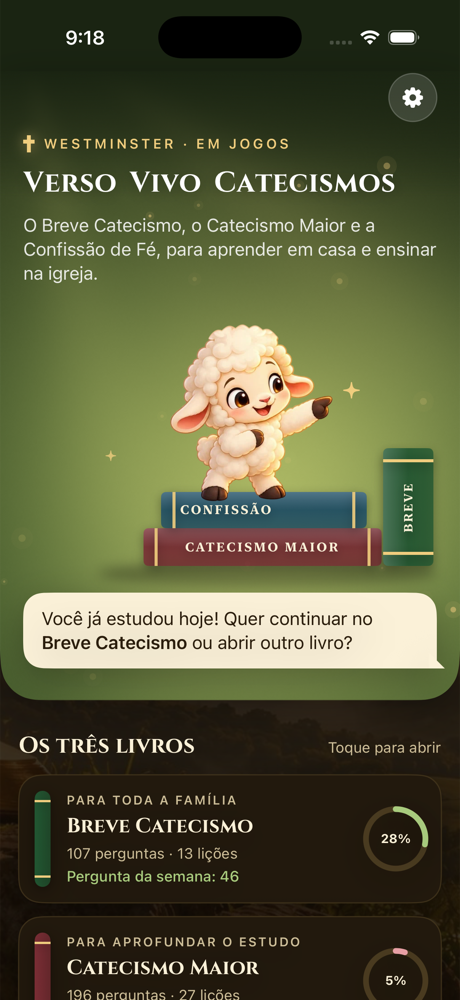 9:18
WESTMINSTER · EM JOGOS
Verso Vivo Catecismos
O Breve Catecismo, o Catecismo Maior e a
Confissão de Fé, para aprender em casa e ensinar
na igreja.
CONFISSÃO
CATECISMO MAIOR
BREVE
Você já estudou hoje! Quer continuar no
Breve Catecismo ou abrir outro livro?
Os três livros
Toque para abrir
PARA TODA A FAMÍLIA
Breve Catecismo
107 perguntas · 13 lições
Pergunta da semana: 46
28%
PARA APROFUNDAR O ESTUDO
Catecismo Maior
196 perguntas · 27 lições
5%